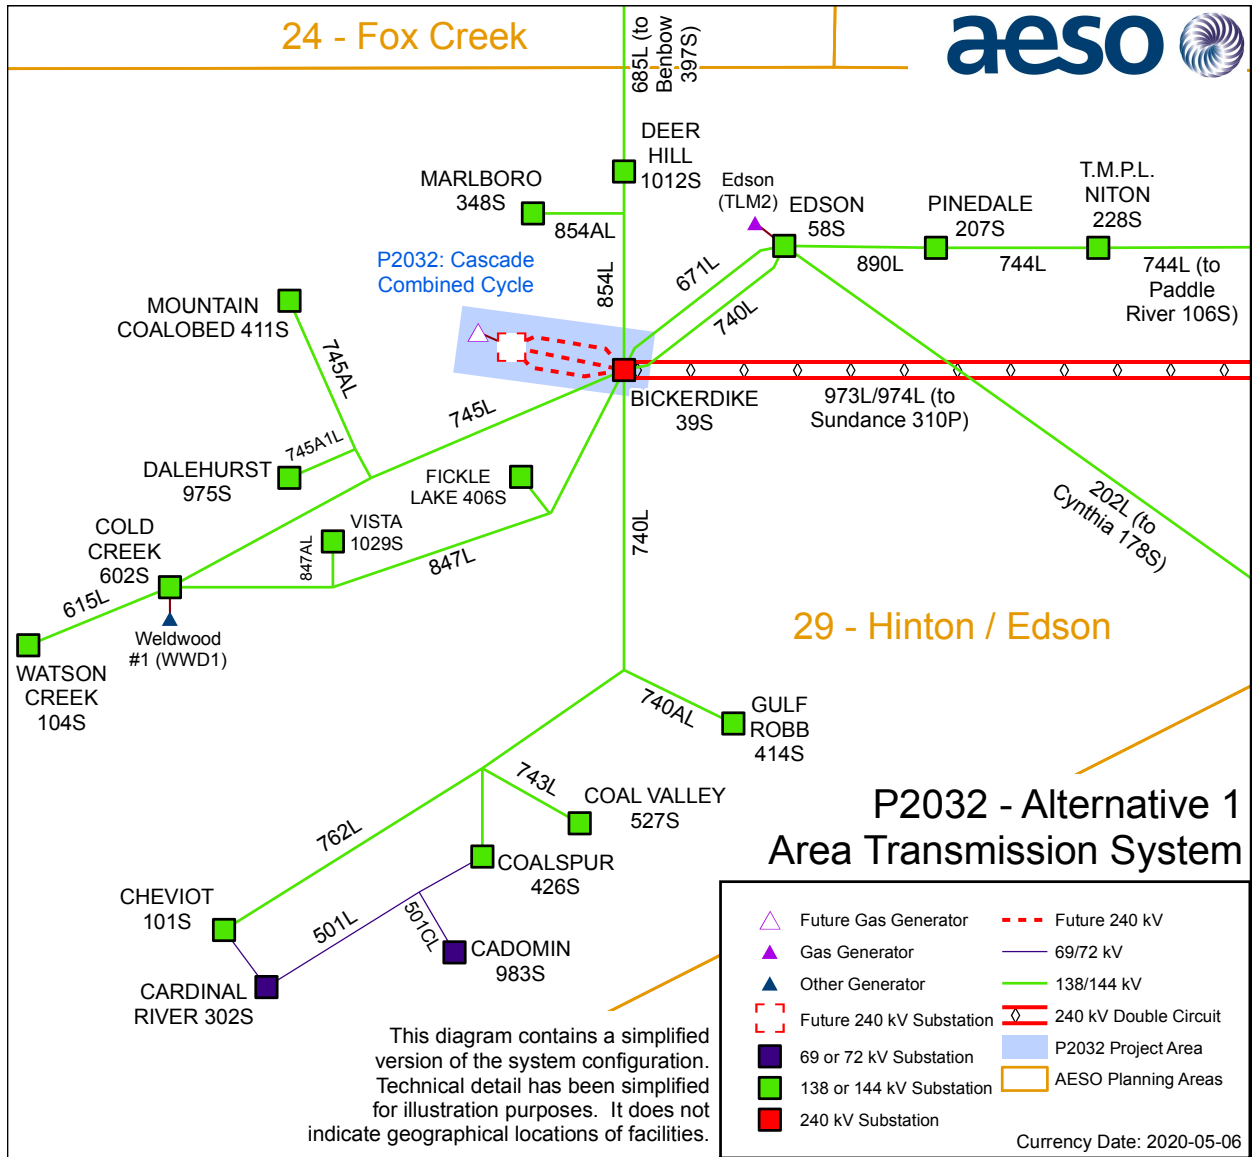 24 - Fox Creek
aeso
685L (to
Benbow
397S)
DEER
HILL
1012S
MARLBORO
348S
854AL
Edson
(TLM2)
EDSON
58S
PINEDALE
207S
T.M.P.L.
NITON
228S
890L
744L
744L (to
Paddle
River 106S)
P2032: Cascade
Combined Cycle
854L
671L
740L
MOUNTAIN
COALOBED 411S
745AL
745L
BICKERDIKE
39S
973L/974L (to
Sundance 310P)
745A1L
DALEHURST
975S
FICKLE
LAKE 406S
COLD
CREEK
602S
VISTA
1029S
847AL
847L
740L
202L (to
Cynthia 178S)
615L
Weldwood
#1 (WWD1)
29 - Hinton / Edson
WATSON
CREEK
104S
740AL
GULF
ROBB
414S
743L
COAL VALLEY
527S
762L
COALSPUR
426S
P2032 - Alternative 1
Area Transmission System
CHEVIOT
101S
501L
501CL
CADOMIN
983S
CARDINAL
RIVER 302S
This diagram contains a simplified
version of the system configuration.
Technical detail has been simplified
for illustration purposes. It does not
indicate geographical locations of facilities.
Future Gas Generator
Gas Generator
Other Generator
Future 240 kV Substation
69 or 72 kV Substation
138 or 144 kV Substation
240 kV Substation
Future 240 kV
69/72 kV
138/144 kV
240 kV Double Circuit
P2032 Project Area
AESO Planning Areas
Currency Date: 2020-05-06